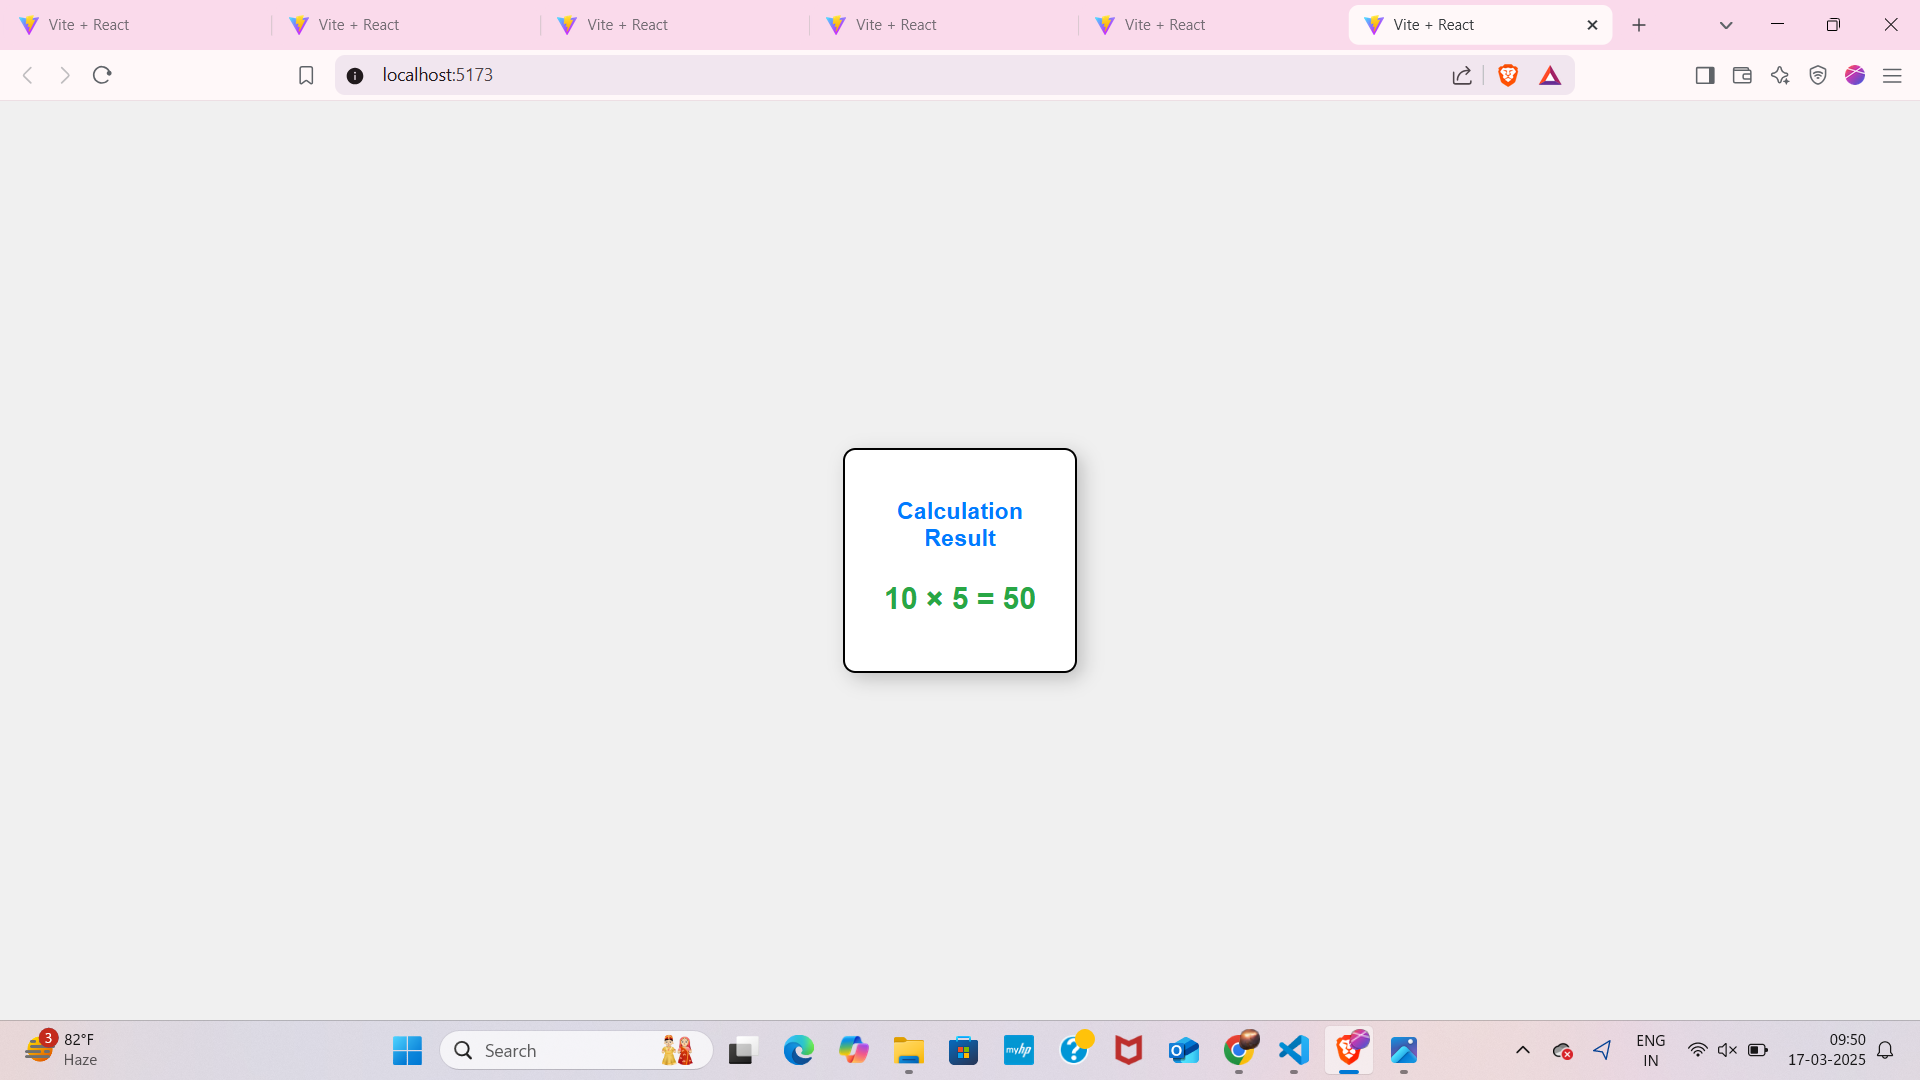 Vite + React
Vite + React
Vite + React
Vite + React
Vite + React
Vite + React
localhost:5173
Calculation
Result
10 × 5 = 50
3
82°F
Haze
Search
myhp
ENG
IN
09:50
17-03-2025